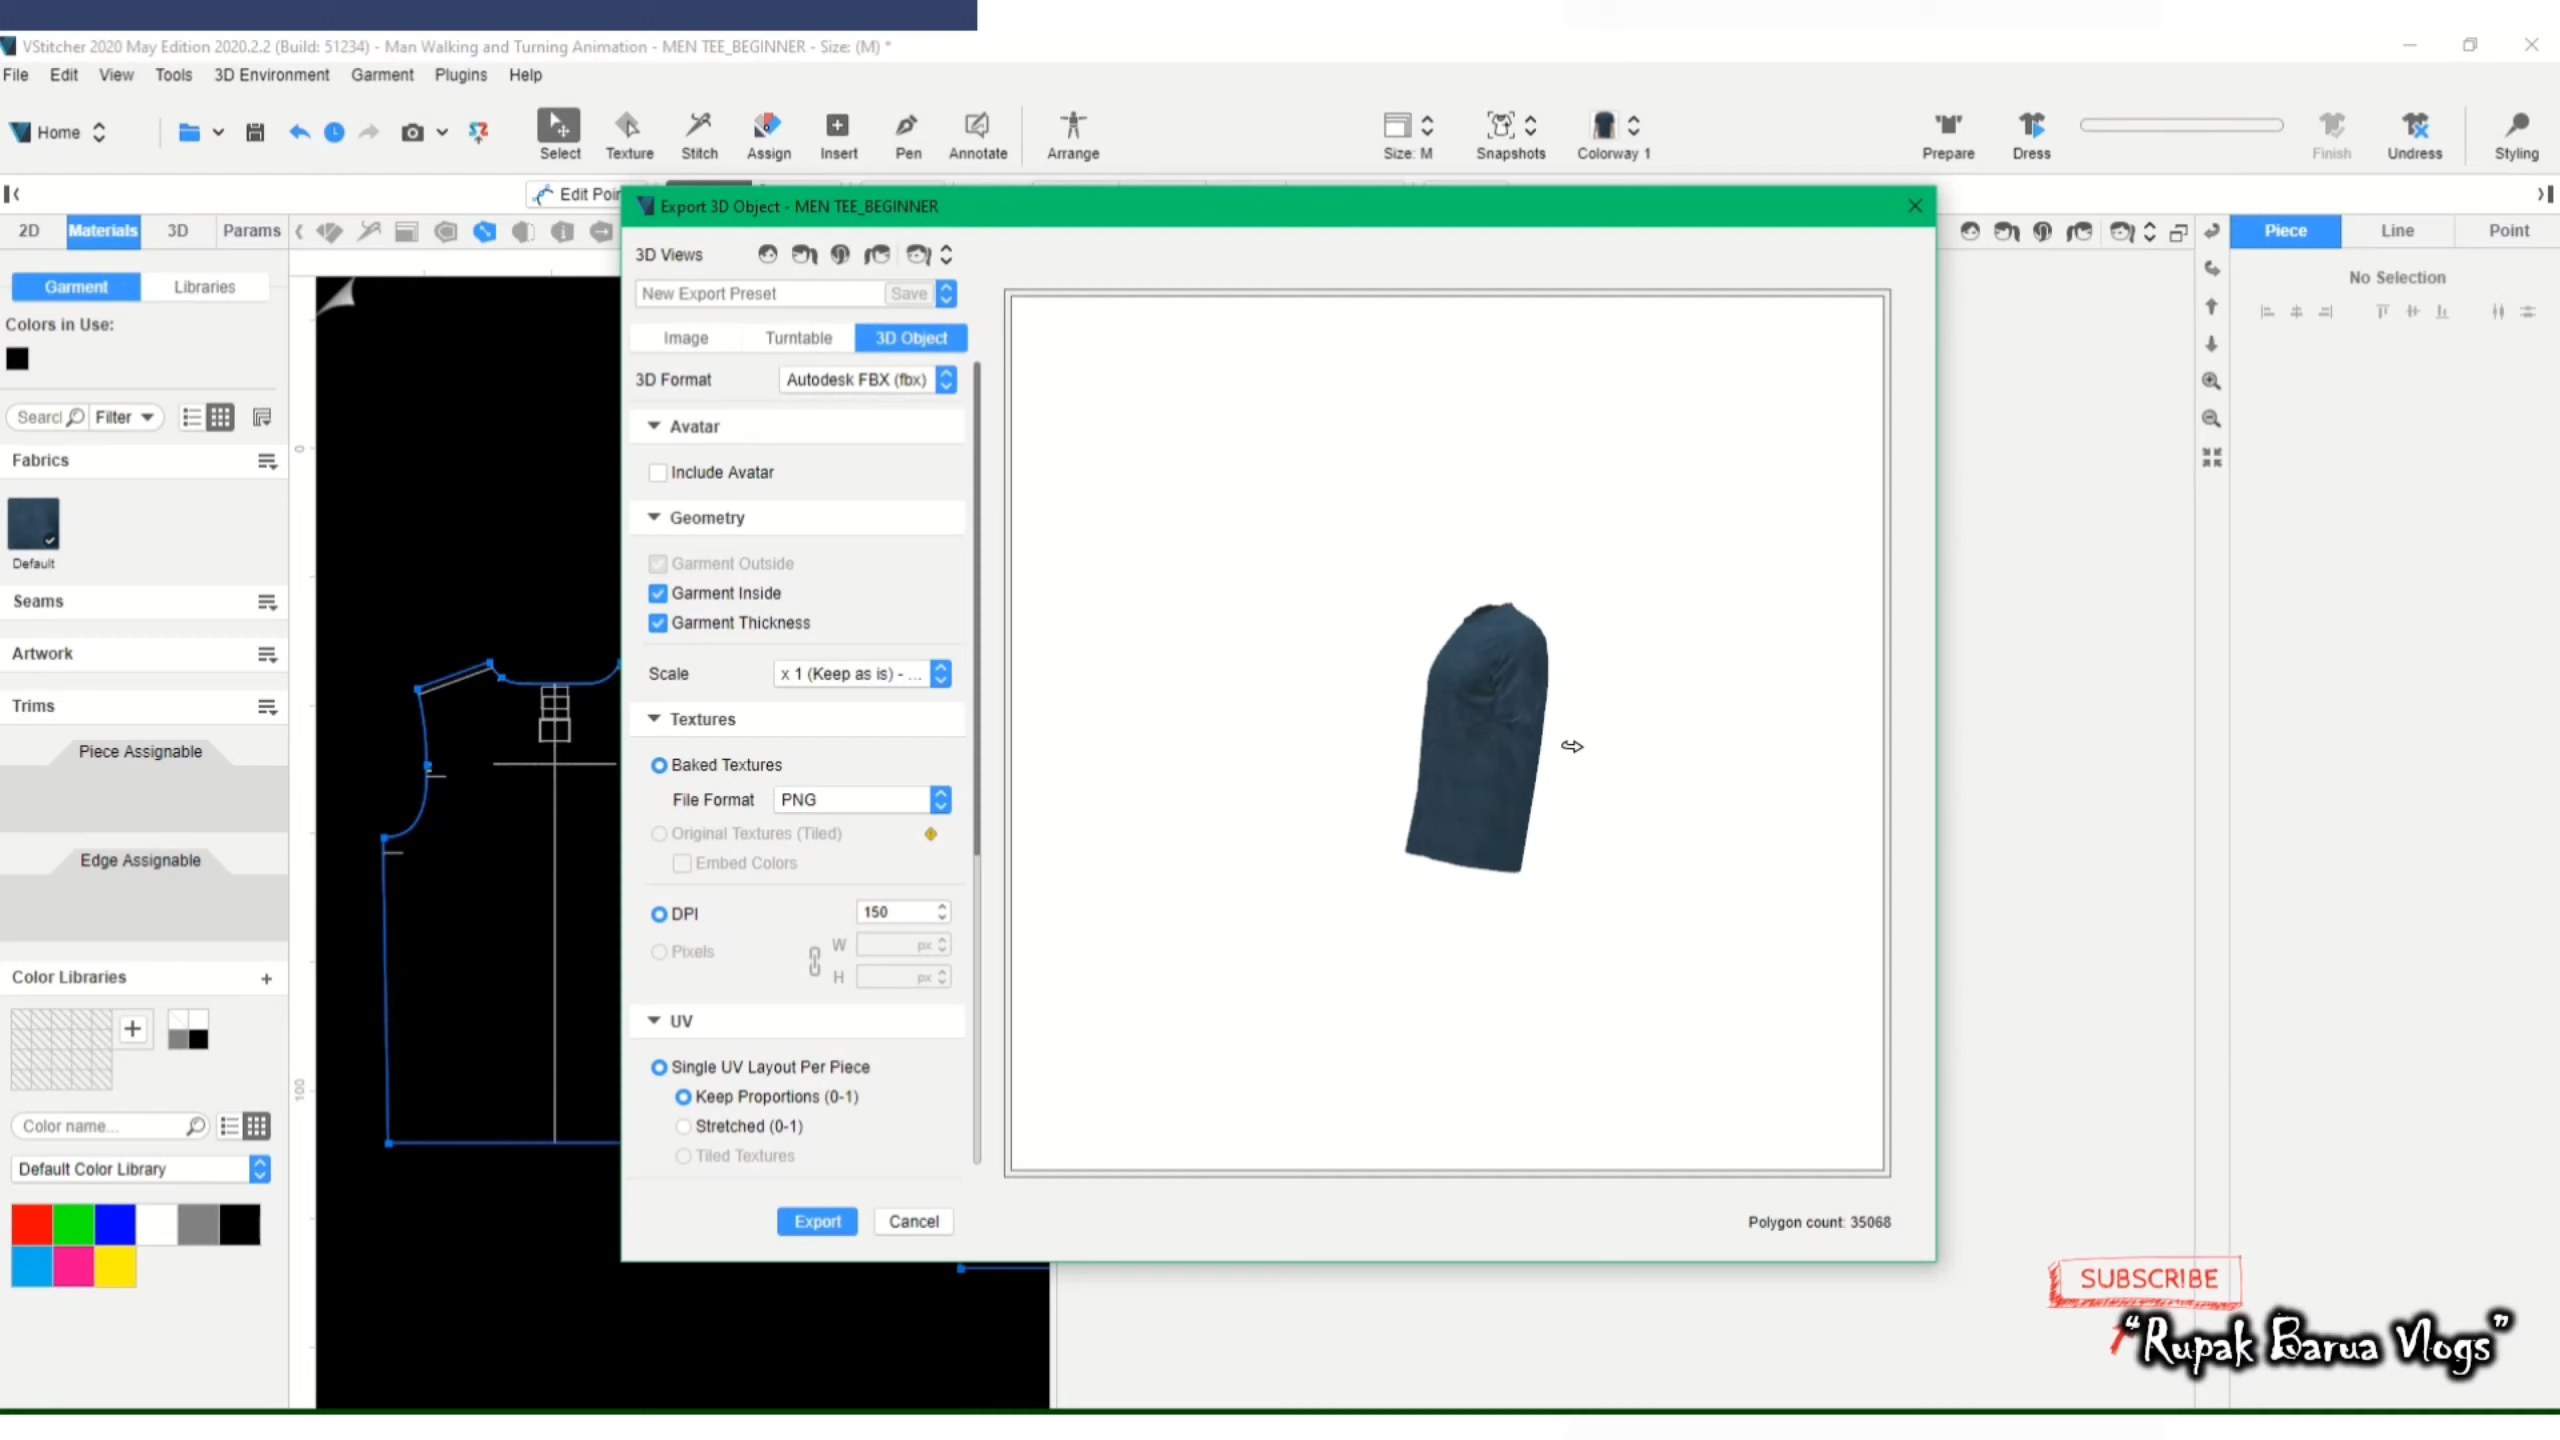 VStitcher 2020 May Edition 2020.2.2 (Build: 51234) - Man Walking and Turning Animation - MEN TEE_BEGINNER - Size: (M) *
File Edit View Tools 3D Environment Garment Plugins Help
Home
Select Texture Stitch Assign Insert Pen Annotate Arrange Size: M Snapshots Colorway 1 Prepare Dress Finish Undress Styling
Edit Poin
Export 3D Object - MEN TEE_BEGINNER
2D Materials 3D Params
Piece Line Point
No Selection
Garment Libraries
Colors in Use:
Search Filter
Fabrics
Default
Seams
Artwork
Trims
Piece Assignable
Edge Assignable
Color Libraries +
Color name...
Default Color Library
0
100
3D Views
New Export Preset Save
Image Turntable 3D Object
3D Format Autodesk FBX (fbx)
Avatar
Include Avatar
Geometry
Garment Outside
Garment Inside
Garment Thickness
Scale x 1 (Keep as is) - ...
Textures
Baked Textures
File Format PNG
Original Textures (Tiled)
Embed Colors
DPI 150
Pixels W px
H px
UV
Single UV Layout Per Piece
Keep Proportions (0-1)
Stretched (0-1)
Tiled Textures
Export Cancel
Polygon count: 35068
SUBSCRIBE
"Rupak Barua Vlogs"